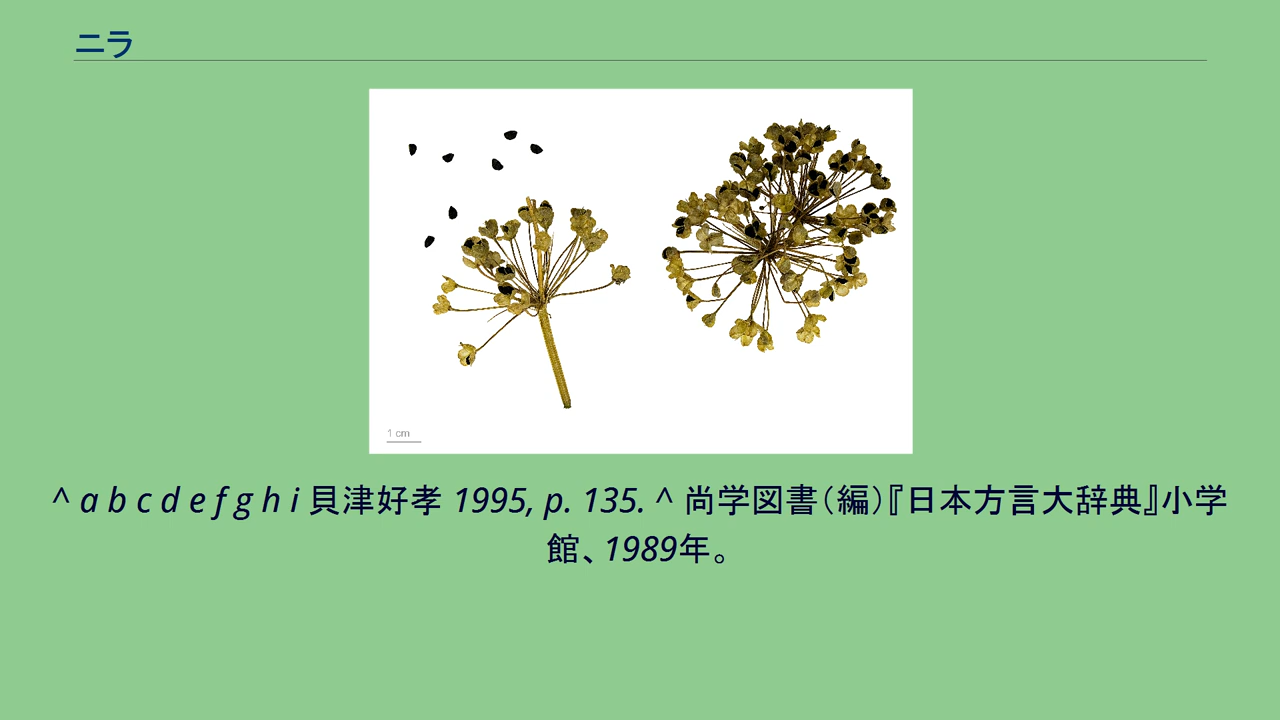 ニラ
1 cm
^ a b c d e f g h i 貝津好孝 1995, p. 135. ^ 尚学図書（編）『日本方言大辞典』小学
館、1989年。